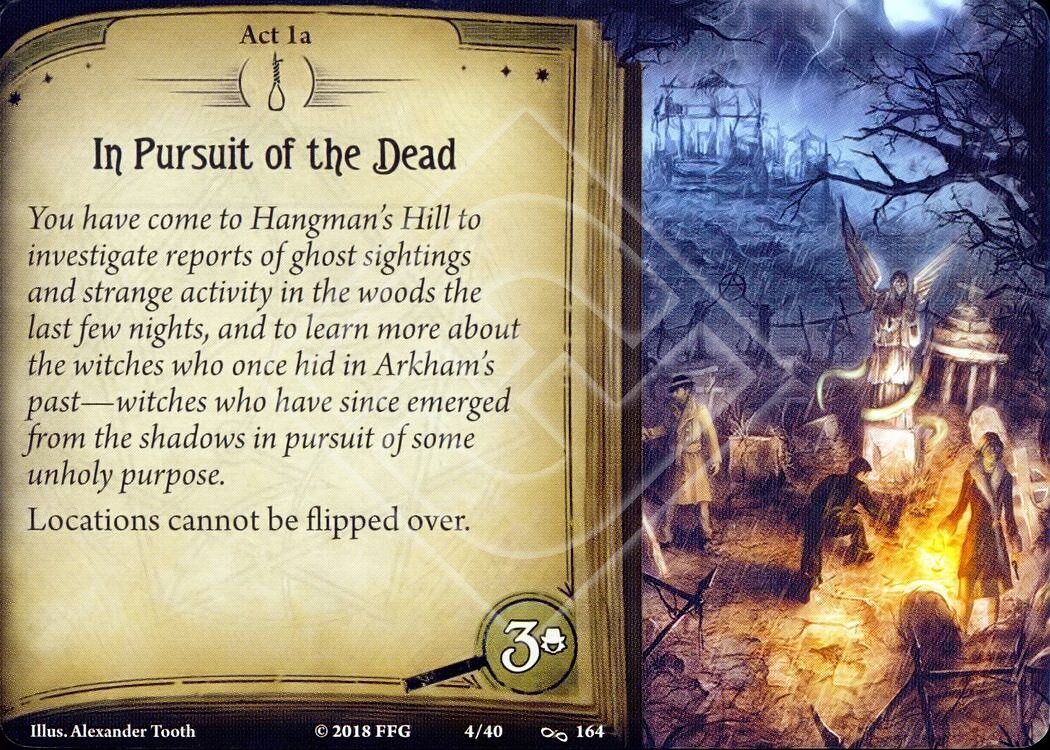 Act 1a
In Pursuit of the Dead
You have come to Hangman's Hill to
investigate reports of ghost sightings
and strange activity in the woods the
last few nights, and to learn more about
the witches who once hid in Arkham's
past—witches who have since emerged
from the shadows in pursuit of some
unholy purpose.
Locations cannot be flipped over.
3
Illus. Alexander Tooth
© 2018 FFG
4/40
164